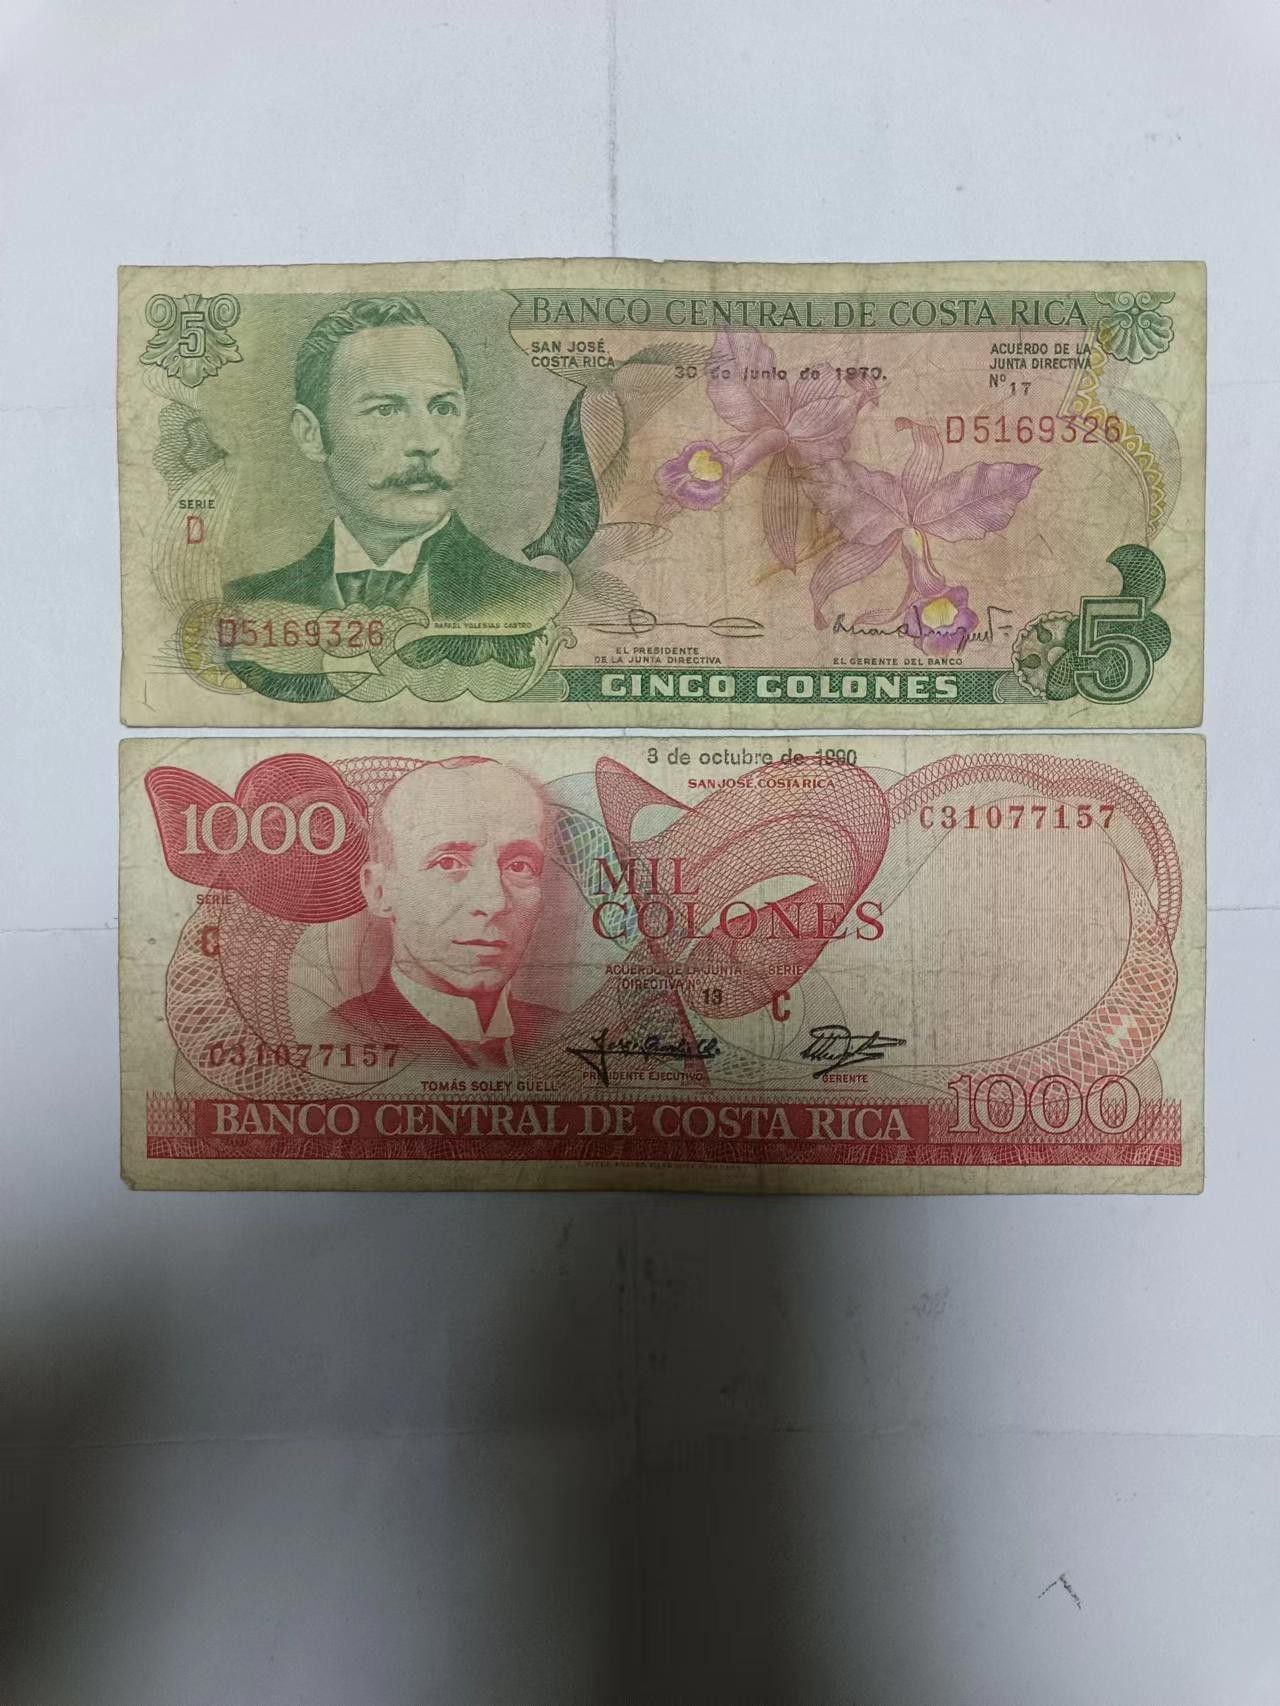 5
BANCO CENTRAL DE COSTA RICA
SAN JOSÉ,
COSTA RICA
30 de junio de 1970.
ACUERDO DE LA
JUNTA DIRECTIVA
Nº 17
D5169326
SERIE
D
D5169326
RAFAEL YGLESIAS CASTRO
EL PRESIDENTE
DE LA JUNTA DIRECTIVA
EL GERENTE DEL BANCO
CINCO COLONES
5
3 de octubre de 1990
SAN JOSÉ, COSTA RICA
1000
C31077157
MIL
COLONES
SERIE
C
ACUERDO DE LA JUNTA
DIRECTIVA Nº 13
SERIE
C
C31077157
TOMÁS SOLEY GÜELL
PRESIDENTE EJECUTIVO
GERENTE
BANCO CENTRAL DE COSTA RICA
1000